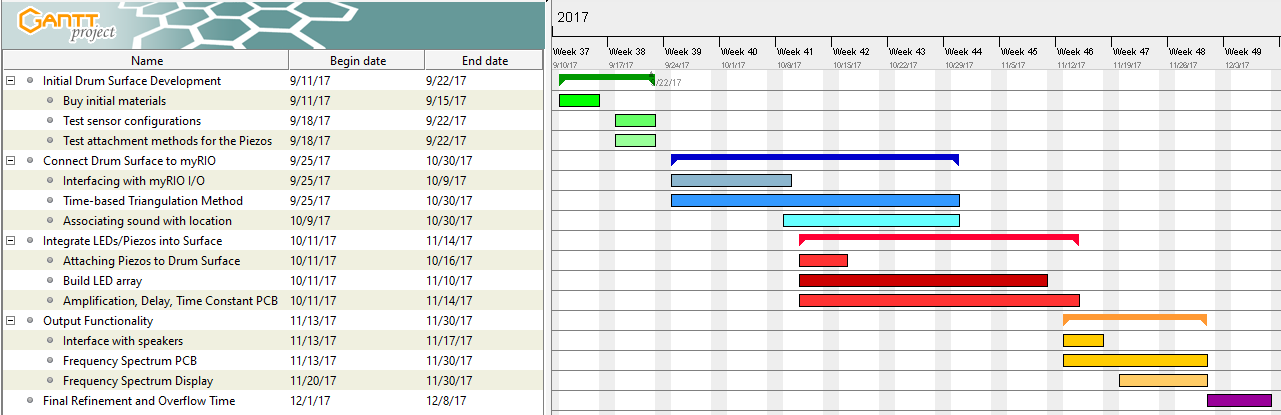 GANTT project
2017
Week 37 Week 38 Week 39 Week 40 Week 41 Week 42 Week 43 Week 44 Week 45 Week 46 Week 47 Week 48 Week 49
9/10/17 9/17/17 9/24/17 10/1/17 10/8/17 10/15/17 10/22/17 10/29/17 11/5/17 11/12/17 11/19/17 11/26/17 12/3/17
Name Begin date End date
Initial Drum Surface Development 9/11/17 9/22/17 /22/17
Buy initial materials 9/11/17 9/15/17
Test sensor configurations 9/18/17 9/22/17
Test attachment methods for the Piezos 9/18/17 9/22/17
Connect Drum Surface to myRIO 9/25/17 10/30/17
Interfacing with myRIO I/O 9/25/17 10/9/17
Time-based Triangulation Method 9/25/17 10/30/17
Associating sound with location 10/9/17 10/30/17
Integrate LEDs/Piezos into Surface 10/11/17 11/14/17
Attaching Piezos to Drum Surface 10/11/17 10/16/17
Build LED array 10/11/17 11/10/17
Amplification, Delay, Time Constant PCB 10/11/17 11/14/17
Output Functionality 11/13/17 11/30/17
Interface with speakers 11/13/17 11/17/17
Frequency Spectrum PCB 11/13/17 11/30/17
Frequency Spectrum Display 11/20/17 11/30/17
Final Refinement and Overflow Time 12/1/17 12/8/17